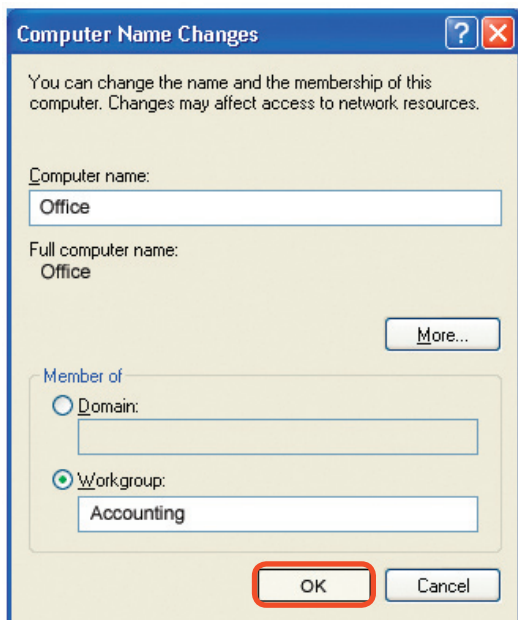 Computer Name Changes
?
You can change the name and the membership of this
computer. Changes may affect access to network resources.
Computer name:
Office
Full computer name:
Office
More...
Member of
Domain:
Workgroup:
Accounting
OK
Cancel